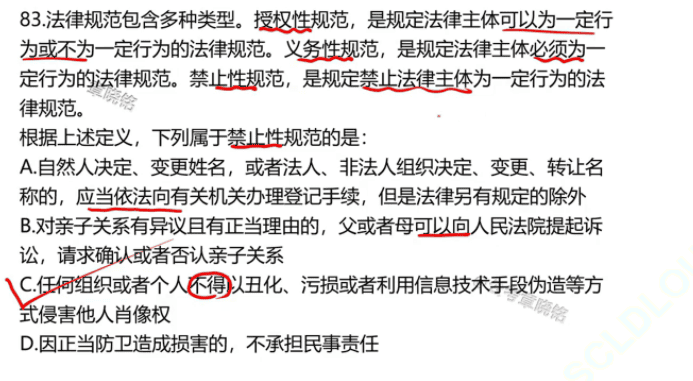 83.法律规范包含多种类型。授权性规范，是规定法律主体可以为一定行
为或不为一定行为的法律规范。义务性规范，是规定法律主体必须为一
定行为的法律规范。禁止性规范，是规定禁止法律主体为一定行为的法
律规范。
根据上述定义，下列属于禁止性规范的是：
A.自然人决定、变更姓名，或者法人、非法人组织决定、变更、转让名
称的，应当依法向有关机关办理登记手续，但是法律另有规定的除外
B.对亲子关系有异议且有正当理由的，父或者母可以向人民法院提起诉
讼，请求确认或者否认亲子关系
C.任何组织或者个人不得以丑化、污损或者利用信息技术手段伪造等方
式侵害他人肖像权
D.因正当防卫造成损害的，不承担民事责任